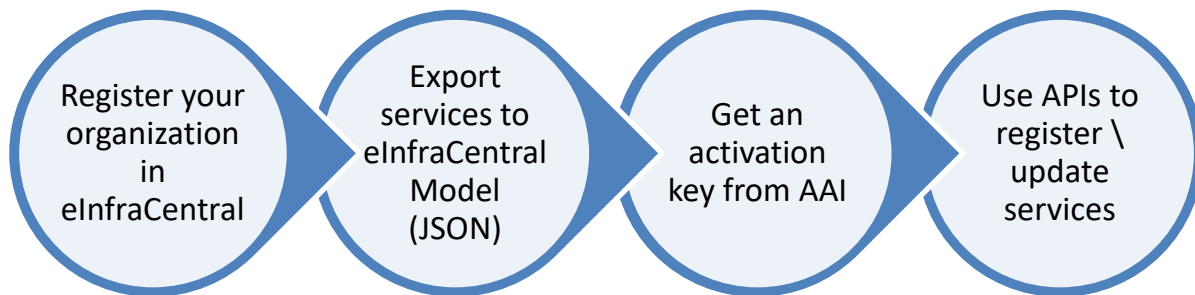 Register your
organization
in
eInfraCentral
Export
services to
eInfraCentral
Model
(JSON)
Get an
activation
key from AAI
Use APIs to
register \
update
services